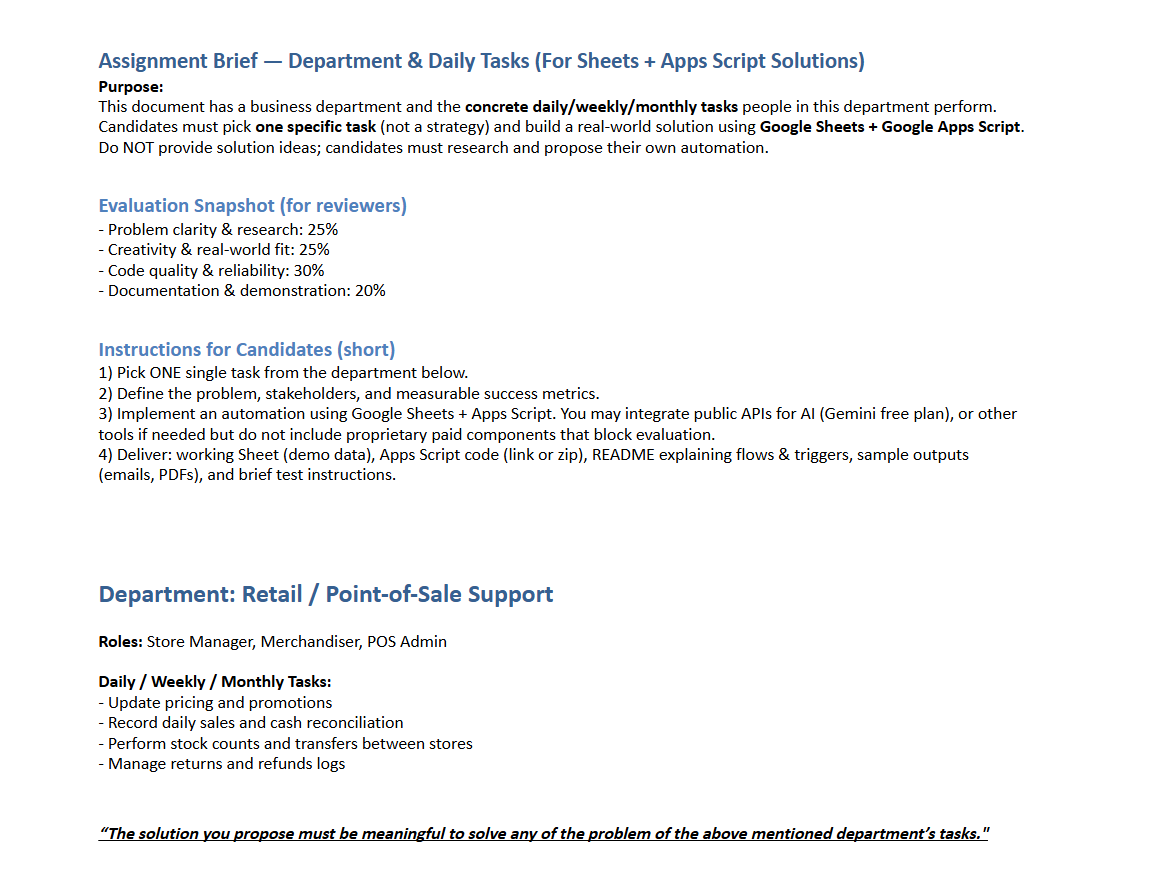 Assignment Brief — Department & Daily Tasks (For Sheets + Apps Script Solutions)
Purpose:
This document has a business department and the concrete daily/weekly/monthly tasks people in this department perform.
Candidates must pick one specific task (not a strategy) and build a real-world solution using Google Sheets + Google Apps Script.
Do NOT provide solution ideas; candidates must research and propose their own automation.
Evaluation Snapshot (for reviewers)
- Problem clarity & research: 25%
- Creativity & real-world fit: 25%
- Code quality & reliability: 30%
- Documentation & demonstration: 20%
Instructions for Candidates (short)
1) Pick ONE single task from the department below.
2) Define the problem, stakeholders, and measurable success metrics.
3) Implement an automation using Google Sheets + Apps Script. You may integrate public APIs for AI (Gemini free plan), or other
tools if needed but do not include proprietary paid components that block evaluation.
4) Deliver: working Sheet (demo data), Apps Script code (link or zip), README explaining flows & triggers, sample outputs
(emails, PDFs), and brief test instructions.
Department: Retail / Point-of-Sale Support
Roles: Store Manager, Merchandiser, POS Admin
Daily / Weekly / Monthly Tasks:
- Update pricing and promotions
- Record daily sales and cash reconciliation
- Perform stock counts and transfers between stores
- Manage returns and refunds logs
“The solution you propose must be meaningful to solve any of the problem of the above mentioned department’s tasks."